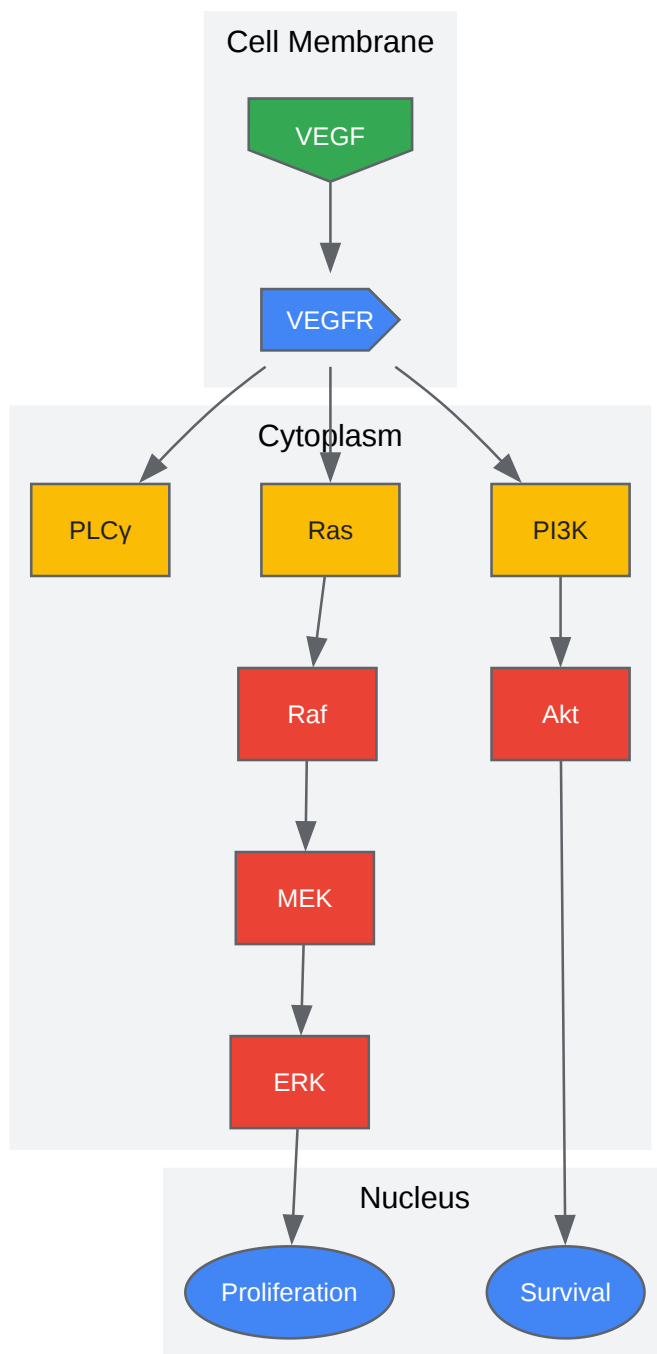 Cell Membrane
VEGF
VEGFR
Cytoplasm
PLCγ
Ras
PI3K
Raf
Akt
MEK
ERK
Nucleus
Proliferation
Survival